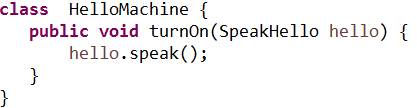 class  HelloMachine {
   public void turnOn(SpeakHello hello) {
      hello.speak();
   }
}